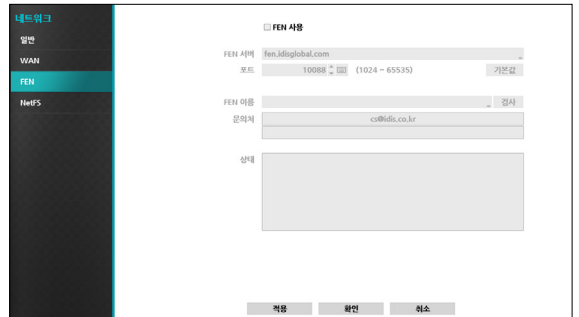 네트워크
일반
WAN
FEN
NetFS
FEN 사용
FEN 서버 fen.idisglobal.com
포트 10088 (1024 ~ 65535) 기본값
FEN 이름 검사
문의처 cs@idis.co.kr
상태
적용 확인 취소